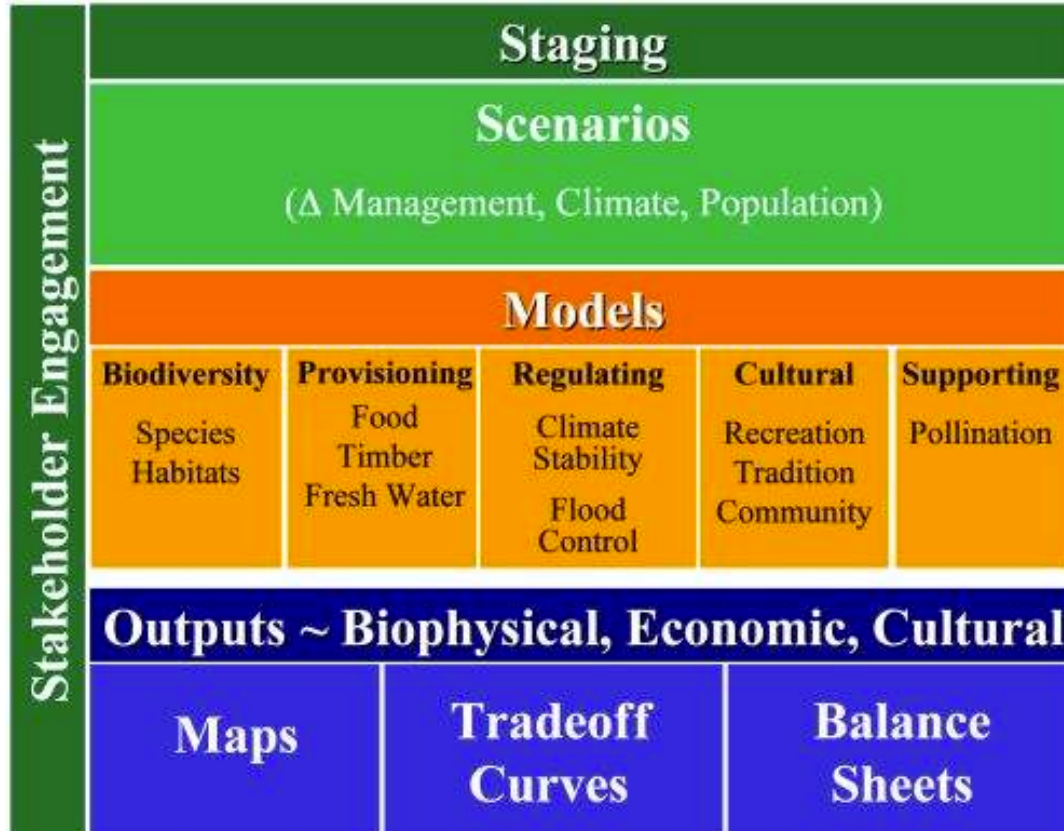 Stakeholder Engagement
Staging
Scenarios
(Δ Management, Climate, Population)
Models
Biodiversity
Species
Habitats
Provisioning
Food
Timber
Fresh Water
Regulating
Climate
Stability
Flood
Control
Cultural
Recreation
Tradition
Community
Supporting
Pollination
Outputs ~ Biophysical, Economic, Cultural
Maps
Tradeoff
Curves
Balance
Sheets